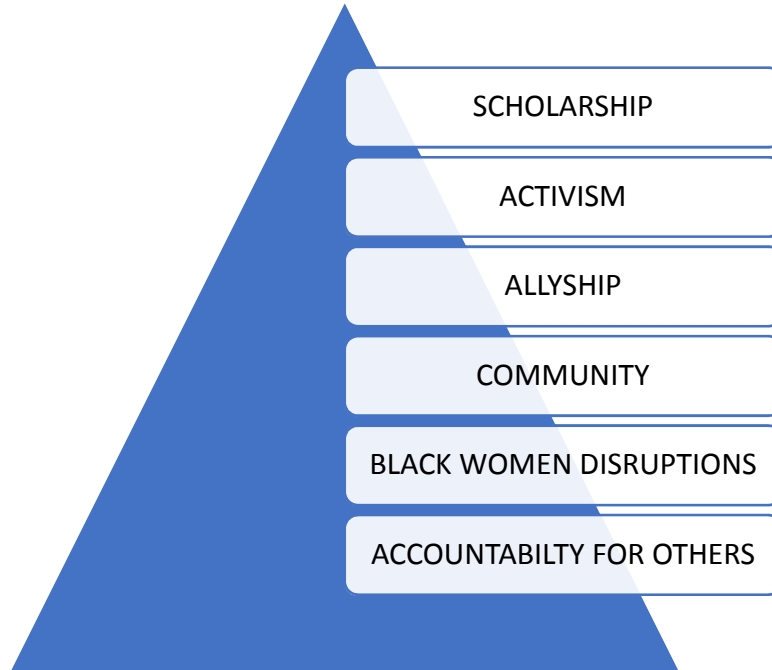 SCHOLARSHIP
ACTIVISM
ALLYSHIP
COMMUNITY
BLACK WOMEN DISRUPTIONS
ACCOUNTABILTY FOR OTHERS